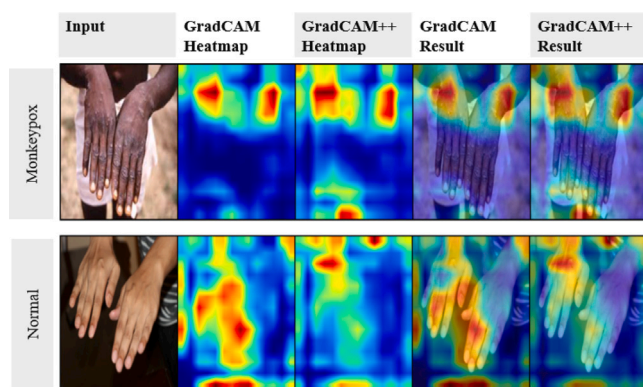 Input
GradCAM
Heatmap
GradCAM++
Heatmap
GradCAM
Result
GradCAM++
Result
Monkeypox
Normal